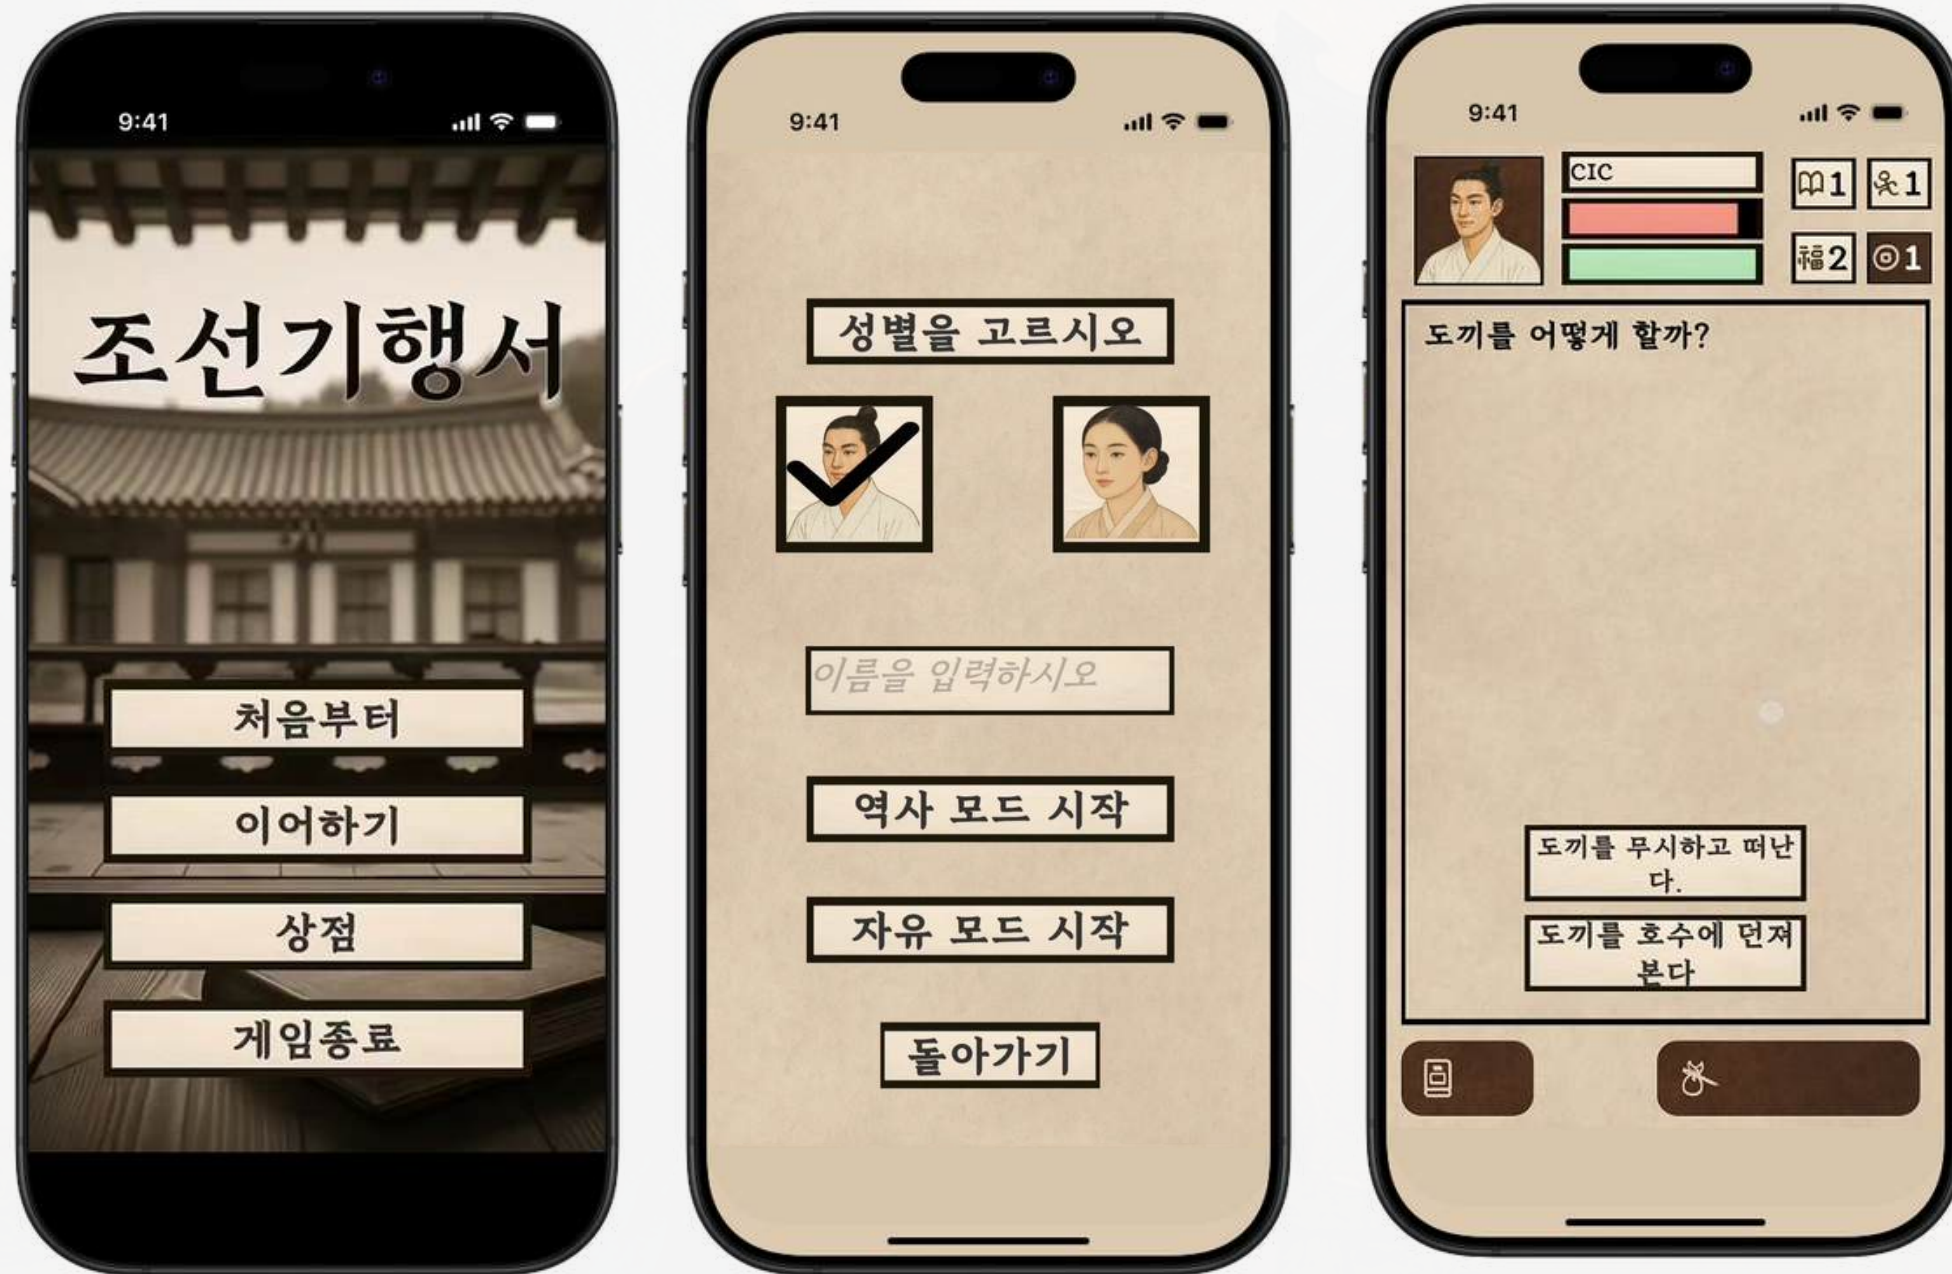 9:41
조선기행서
처음부터
이어하기
상점
게임종료
9:41
성별을 고르시오
이름을 입력하시오
역사 모드 시작
자유 모드 시작
돌아가기
9:41
CIC
1
1
福2
1
도끼를 어떻게 할까?
도끼를 무시하고 떠난
다.
도끼를 호수에 던져
본다